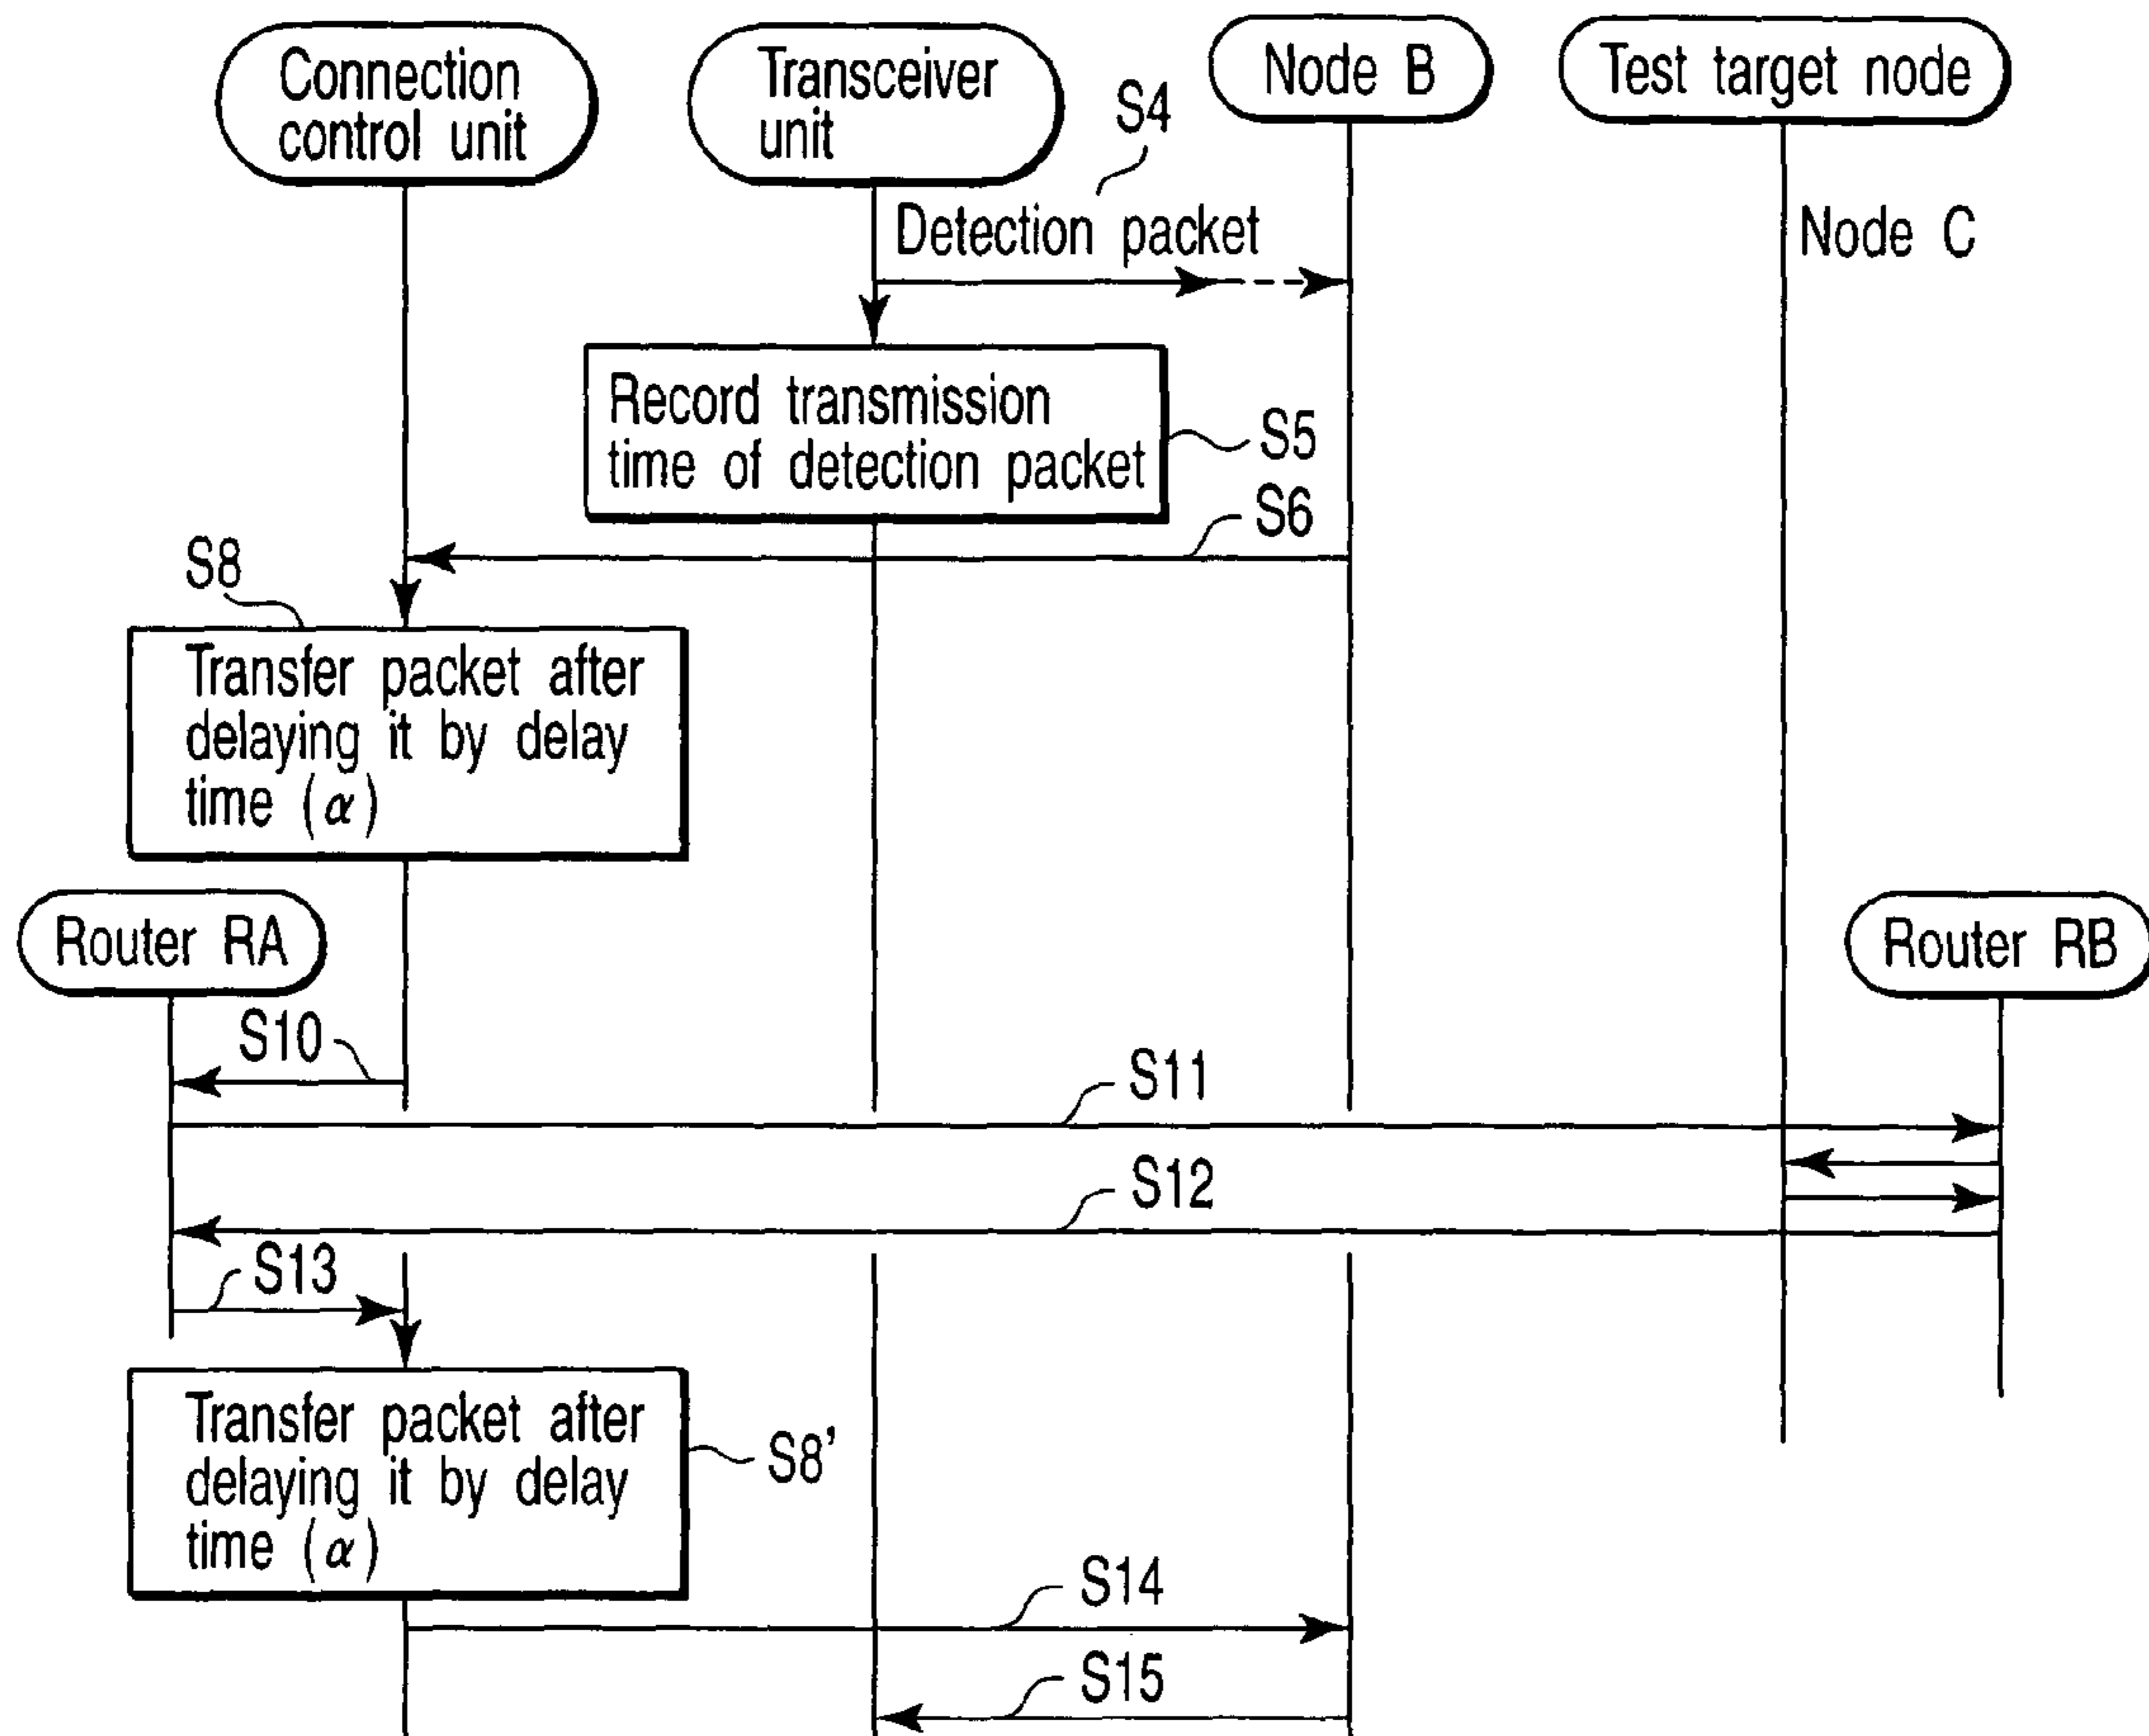 Connection
control unit
Transceiver
unit
Node B
Test target node
S4
Detection packet
Node C
Record transmission
time of detection packet
S5
S6
S8
Transfer packet after
delaying it by delay
time (α)
Router RA
Router RB
S10
S11
S12
S13
Transfer packet after
delaying it by delay
time (α)
S8'
S14
S15